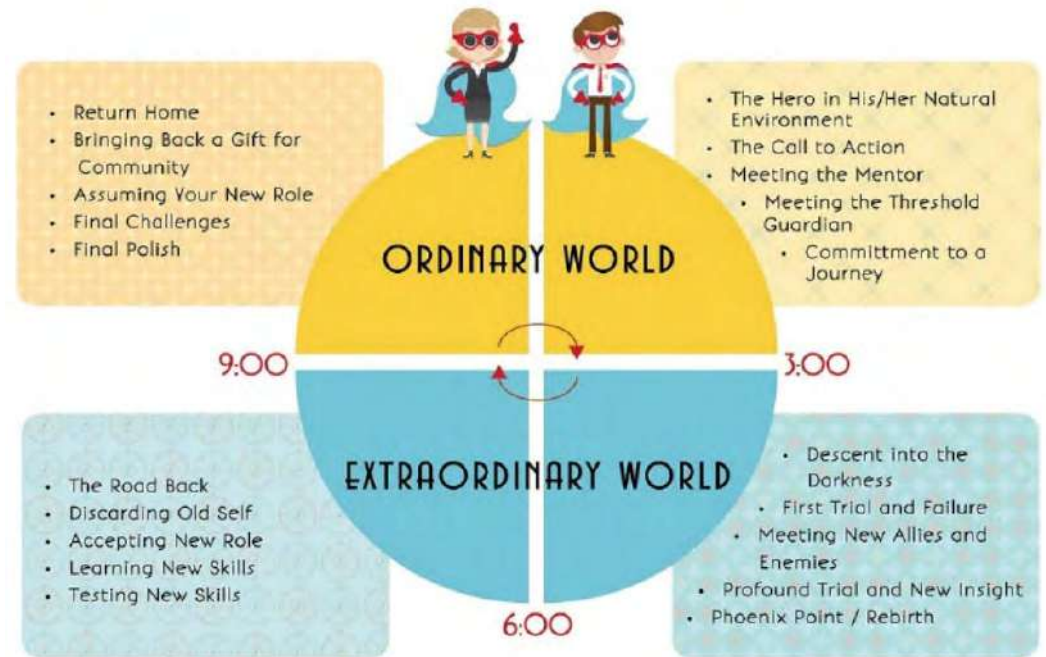 • Return Home
• Bringing Back a Gift for
Community
• Assuming Your New Role
• Final Challenges
• Final Polish
• The Hero in His/Her Natural
Environment
• The Call to Action
• Meeting the Mentor
• Meeting the Threshold
Guardian
• Committment to a
Journey
ORDINARY WORLD
9:00
3:00
EXTRAORDINARY WORLD
• The Road Back
• Discarding Old Self
• Accepting New Role
• Learning New Skills
• Testing New Skills
• Descent into the
Darkness
• First Trial and Failure
• Meeting New Allies and
Enemies
• Profound Trial and New Insight
• Phoenix Point / Rebirth
6:00